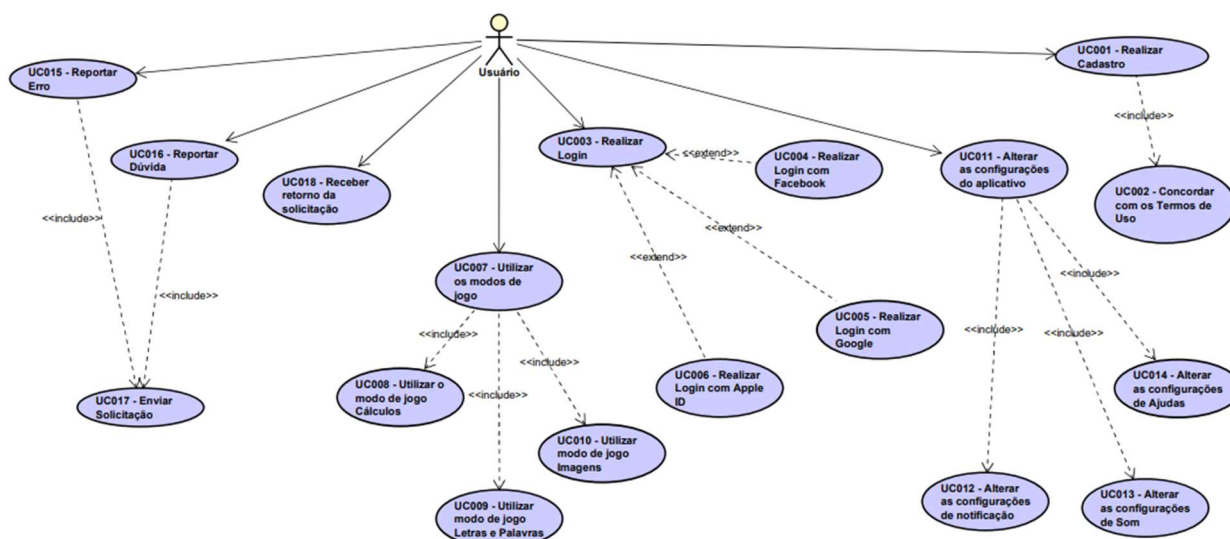 Usuário
UC015 - Reportar
Erro
UC001 - Realizar
Cadastro
<<include>>
UC016 - Reportar
Dúvida
UC018 - Receber
retorno da
solicitação
UC003 - Realizar
Login
<<extend>>
UC004 - Realizar
Login com
Facebook
UC011 - Alterar
as configurações
do aplicativo
UC002 - Concordar
com os Termos de
Uso
<<include>>
<<extend>>
<<extend>>
<<include>>
UC007 - Utilizar
os modos de
jogo
<<include>>
UC005 - Realizar
Login com
Google
<<include>>
<<include>>
<<include>>
<<include>>
<<include>>
UC008 - Utilizar o
modo de jogo
Cálculos
UC006 - Realizar
Login com Apple
ID
UC014 - Alterar
as configurações
de Ajudas
UC017 - Enviar
Solicitação
UC010 - Utilizar
modo de jogo
Imagens
UC009 - Utilizar
modo de jogo
Letras e Palavras
UC012 - Alterar
as configurações
de notificação
UC013 - Alterar
as configurações
de Som